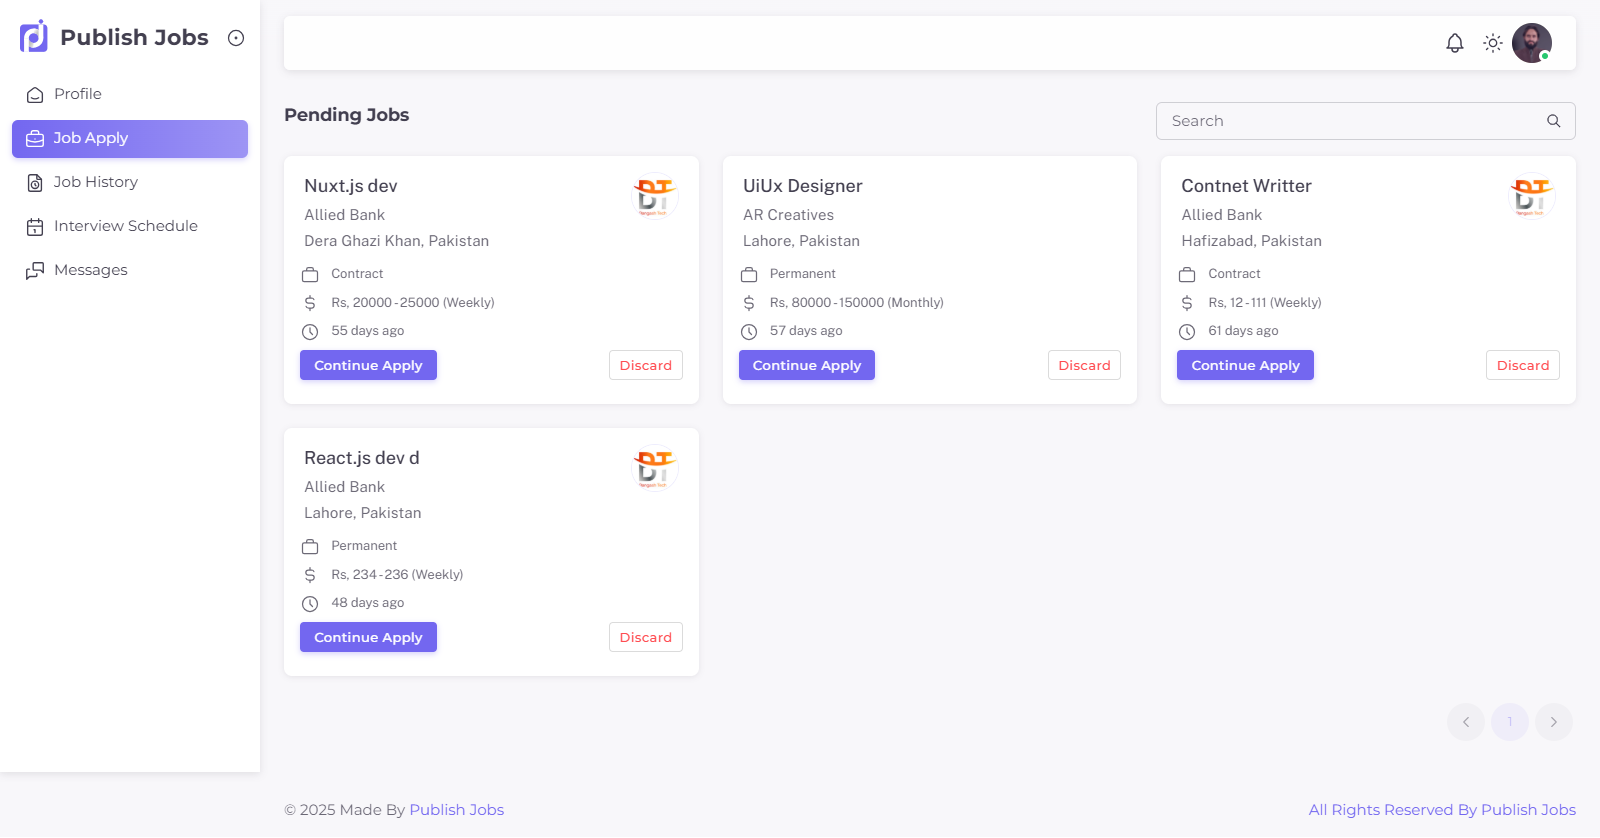 Publish Jobs
Profile
Job Apply
Job History
Interview Schedule
Messages
Pending Jobs
Search
Nuxt.js dev
Allied Bank
Dera Ghazi Khan, Pakistan
Contract
Rs, 20000 - 25000 (Weekly)
55 days ago
Continue Apply
Discard
UiUx Designer
AR Creatives
Lahore, Pakistan
Permanent
Rs, 80000 - 150000 (Monthly)
57 days ago
Continue Apply
Discard
Contnet Writter
Allied Bank
Hafizabad, Pakistan
Contract
Rs, 12 - 111 (Weekly)
61 days ago
Continue Apply
Discard
React.js dev d
Allied Bank
Lahore, Pakistan
Permanent
Rs, 234 - 236 (Weekly)
48 days ago
Continue Apply
Discard
1
© 2025 Made By Publish Jobs
All Rights Reserved By Publish Jobs